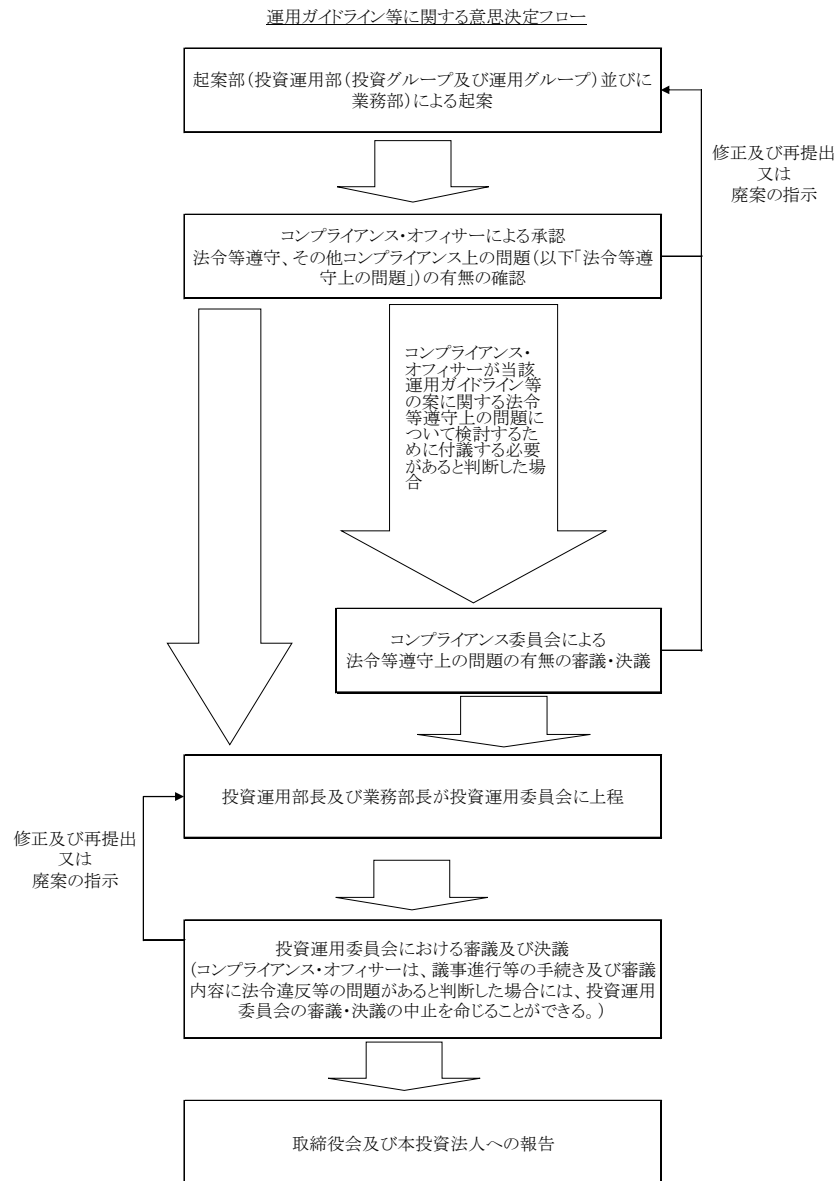 運用ガイドライン等に関する意思決定フロー
起案部(投資運用部(投資グループ及び運用グループ)並びに
業務部)による起案
修正及び再提出
又は
廃案の指示
コンプライアンス・オフィサーによる承認
法令等遵守、その他コンプライアンス上の問題(以下「法令等遵
守上の問題」)の有無の確認
コンプライアンス・
オフィサーが当該
運用ガイドライン等
の案に関する法令
等遵守上の問題に
ついて検討するた
めに付議する必要
があると判断した場
合
コンプライアンス委員会による
法令等遵守上の問題の有無の審議・決議
投資運用部長及び業務部長が投資運用委員会に上程
修正及び再提出
又は
廃案の指示
投資運用委員会における審議及び決議
(コンプライアンス・オフィサーは、議事進行等の手続き及び審議
内容に法令違反等の問題があると判断した場合には、投資運用
委員会の審議・決議の中止を命じることができる。)
取締役会及び本投資法人への報告